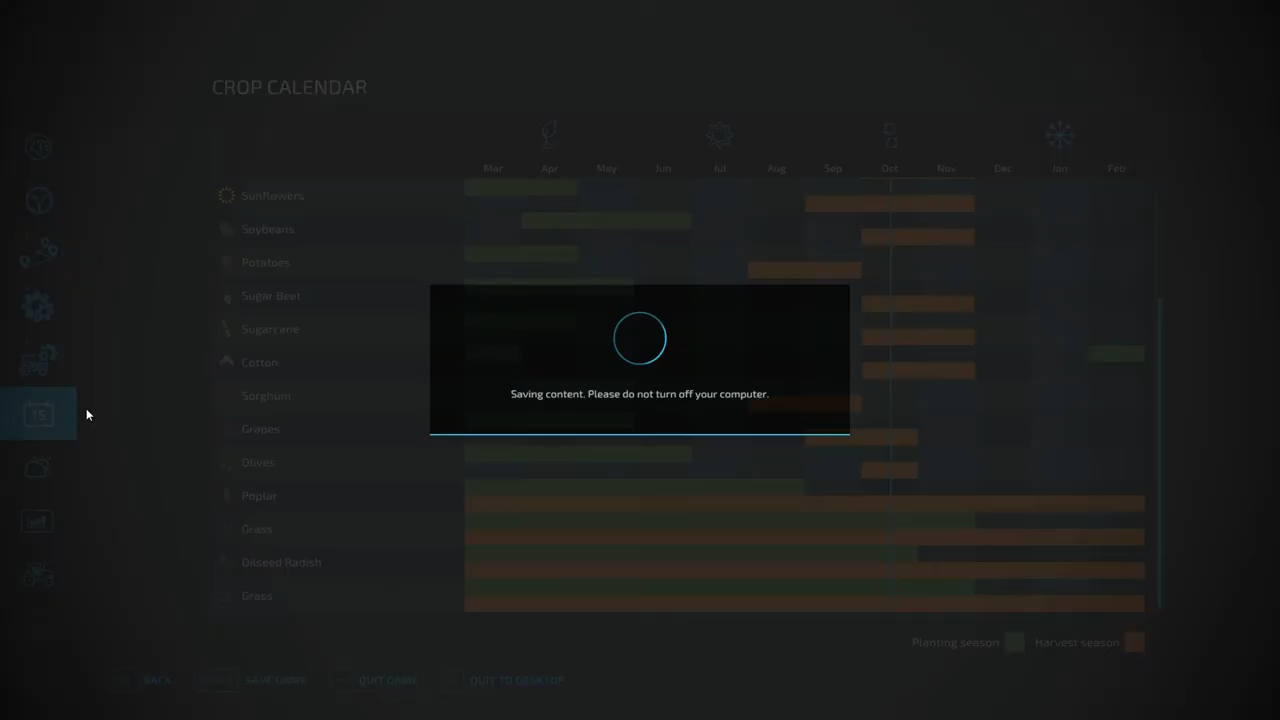 CROP CALENDAR
Mar Apr May Jun Jul Aug Sep Oct Nov Dec Jan Feb
Sunflowers
Soybeans
Potatoes
Sugar Beet
Sugarcane
Cotton
Sorghum
Grapes
Olives
Poplar
Grass
Oilseed Radish
Grass
15
Saving content. Please do not turn off your computer.
Planting season Harvest season
BACK SAVE GAME QUIT GAME QUIT TO DESKTOP